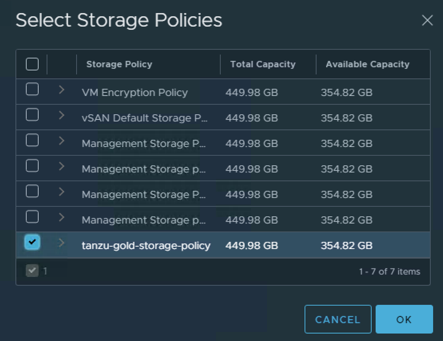 Select Storage Policies
Storage Policy Total Capacity Available Capacity
VM Encryption Policy 449.98 GB 354.82 GB
vSAN Default Storage P... 449.98 GB 354.82 GB
Management Storage P... 449.98 GB 354.82 GB
Management Storage p... 449.98 GB 354.82 GB
Management Storage P... 449.98 GB 354.82 GB
Management Storage p... 449.98 GB 354.82 GB
tanzu-gold-storage-policy 449.98 GB 354.82 GB
1 1 - 7 of 7 items
CANCEL OK